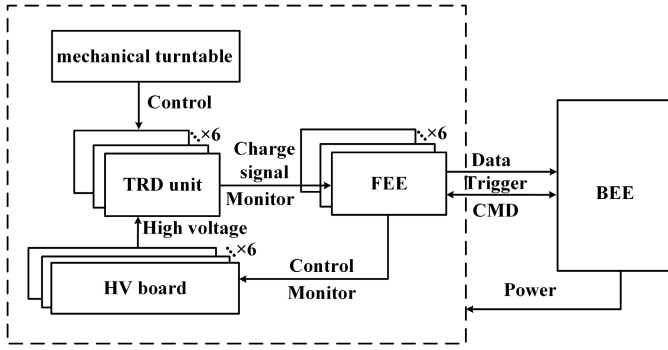 mechanical turntable
Control
×6
TRD unit
Charge
signal
Monitor
×6
FEE
Data
Trigger
CMD
BEE
High voltage
×6
HV board
Control
Monitor
Power